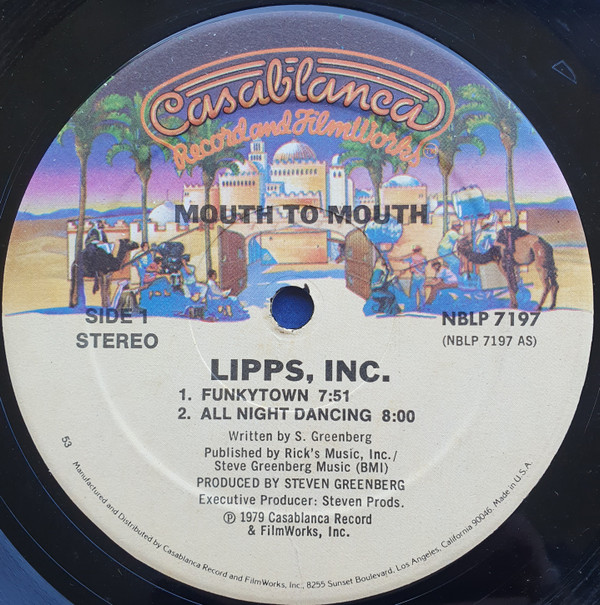 Casablanca
Record and FilmWorks
MOUTH TO MOUTH
SIDE 1
STEREO
NBLP 7197
(NBLP 7197 AS)
LIPPS, INC.
1. FUNKYTOWN 7:51
2. ALL NIGHT DANCING 8:00
Written by S. Greenberg
Published by Rick's Music, Inc./
Steve Greenberg Music (BMI)
PRODUCED BY STEVEN GREENBERG
Executive Producer: Steven Prods.
℗ 1979 Casablanca Record
& FilmWorks, Inc.
53
Manufactured and Distributed by Casablanca Record and FilmWorks, Inc., 8255 Sunset Boulevard, Los Angeles, California 90046. Made in U.S.A.